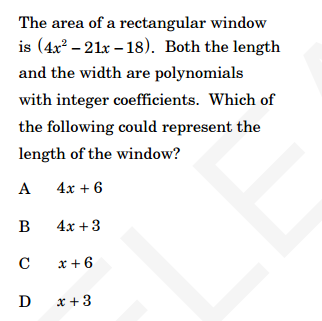 The area of a rectangular window
is (4x² – 21x – 18). Both the length
and the width are polynomials
with integer coefficients. Which of
the following could represent the
length of the window?
A 4x + 6
B 4x + 3
C x + 6
D x + 3